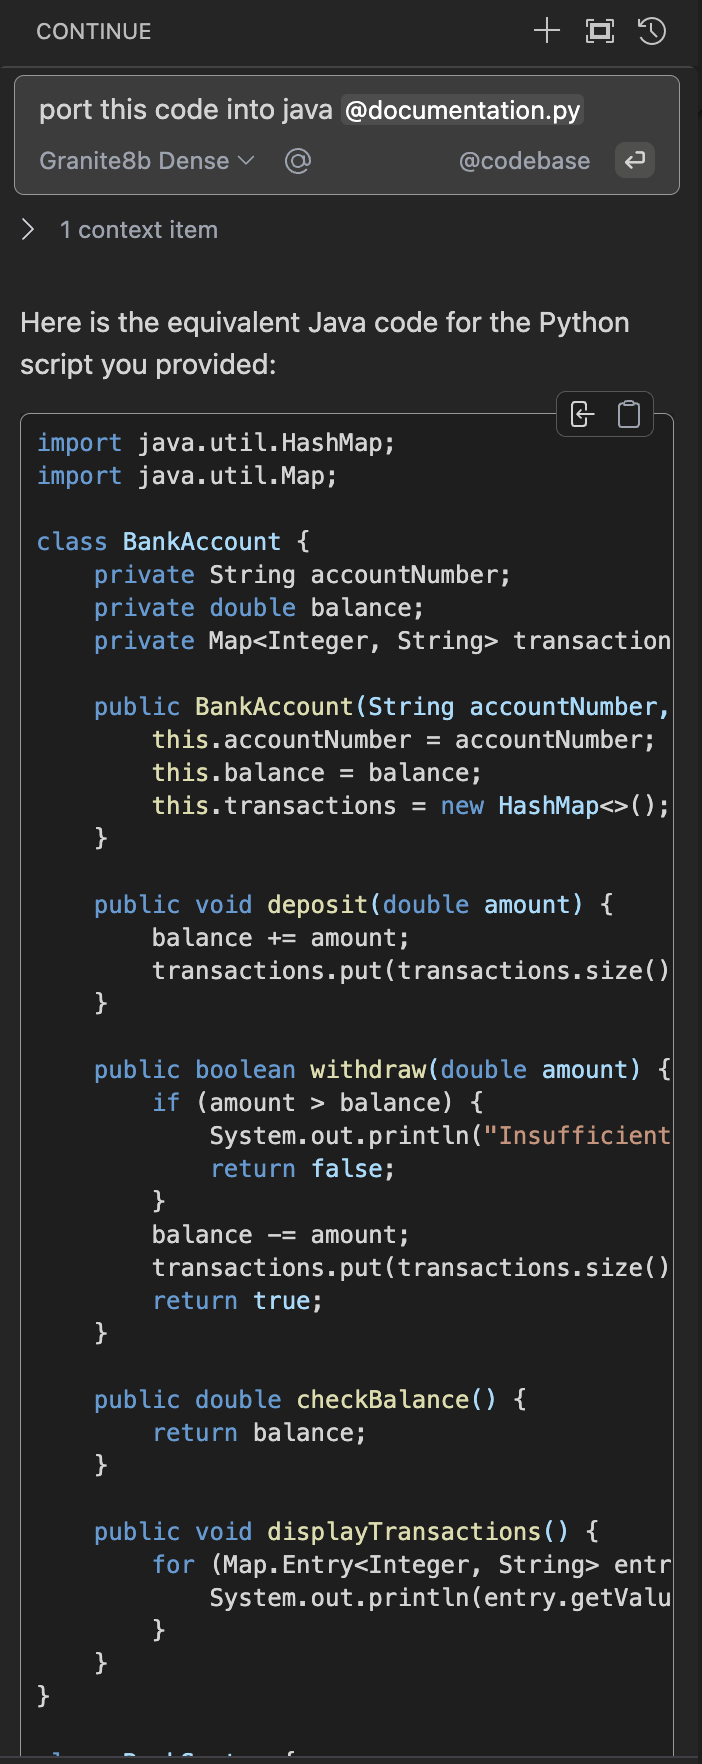 CONTINUE
port this code into java @documentation.py
Granite8b Dense @codebase
1 context item
Here is the equivalent Java code for the Python
script you provided:
import java.util.HashMap;
import java.util.Map;
class BankAccount {
    private String accountNumber;
    private double balance;
    private Map<Integer, String> transaction
    public BankAccount(String accountNumber,
        this.accountNumber = accountNumber;
        this.balance = balance;
        this.transactions = new HashMap<>();
    }
    public void deposit(double amount) {
        balance += amount;
        transactions.put(transactions.size()
    }
    public boolean withdraw(double amount) {
        if (amount > balance) {
            System.out.println("Insufficient
            return false;
        }
        balance -= amount;
        transactions.put(transactions.size()
        return true;
    }
    public double checkBalance() {
        return balance;
    }
    public void displayTransactions() {
        for (Map.Entry<Integer, String> entr
            System.out.println(entry.getValu
        }
    }
}